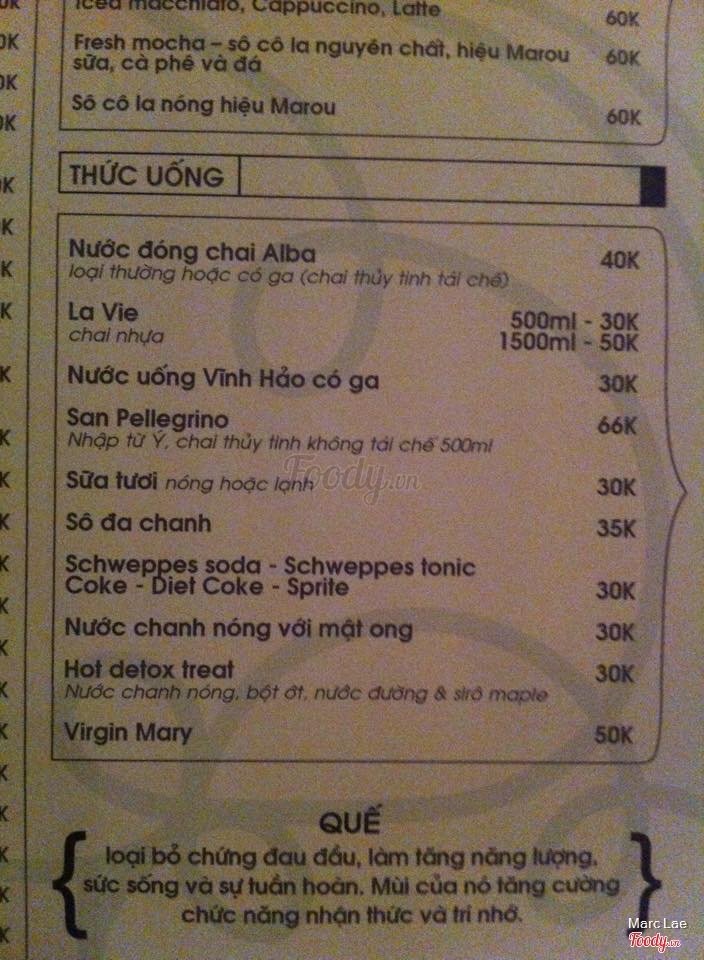 Iced macchiato, Cappuccino, Latte 60K
Fresh mocha – sô cô la nguyên chất, hiệu Marou 60K
sữa, cà phê và đá
Sô cô la nóng hiệu Marou 60K
THỨC UỐNG
Nước đóng chai Alba 40K
loại thường hoặc có ga (chai thủy tinh tái chế)
La Vie 500ml - 30K
chai nhựa 1500ml - 50K
Nước uống Vĩnh Hảo có ga 30K
San Pellegrino 66K
Nhập từ Ý, chai thủy tinh không tái chế 500ml
Foody.vn
Sữa tươi nóng hoặc lạnh 30K
Sô đa chanh 35K
Schweppes soda - Schweppes tonic
Coke - Diet Coke - Sprite 30K
Nước chanh nóng với mật ong 30K
Hot detox treat 30K
Nước chanh nóng, bột ớt, nước đường & sirô maple
Virgin Mary 50K
QUẾ
loại bỏ chứng đau đầu, làm tăng năng lượng,
sức sống và sự tuần hoàn. Mùi của nó tăng cường
chức năng nhận thức và trí nhớ.
Marc Lae
Foody.vn